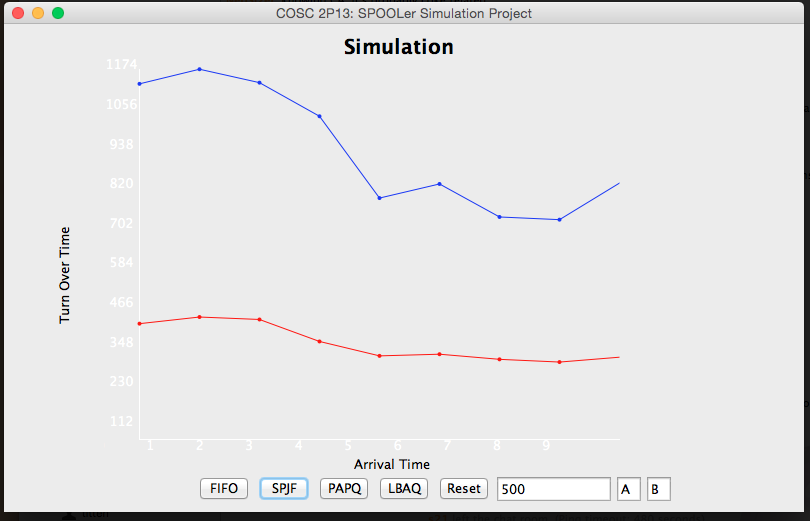 COSC 2P13: SPOOLer Simulation Project
Simulation
1174
1056
938
820
702
584
466
348
230
112
Turn Over Time
1 2 3 4 5 6 7 8 9
Arrival Time
FIFO SPJF PAPQ LBAQ Reset 500 A B